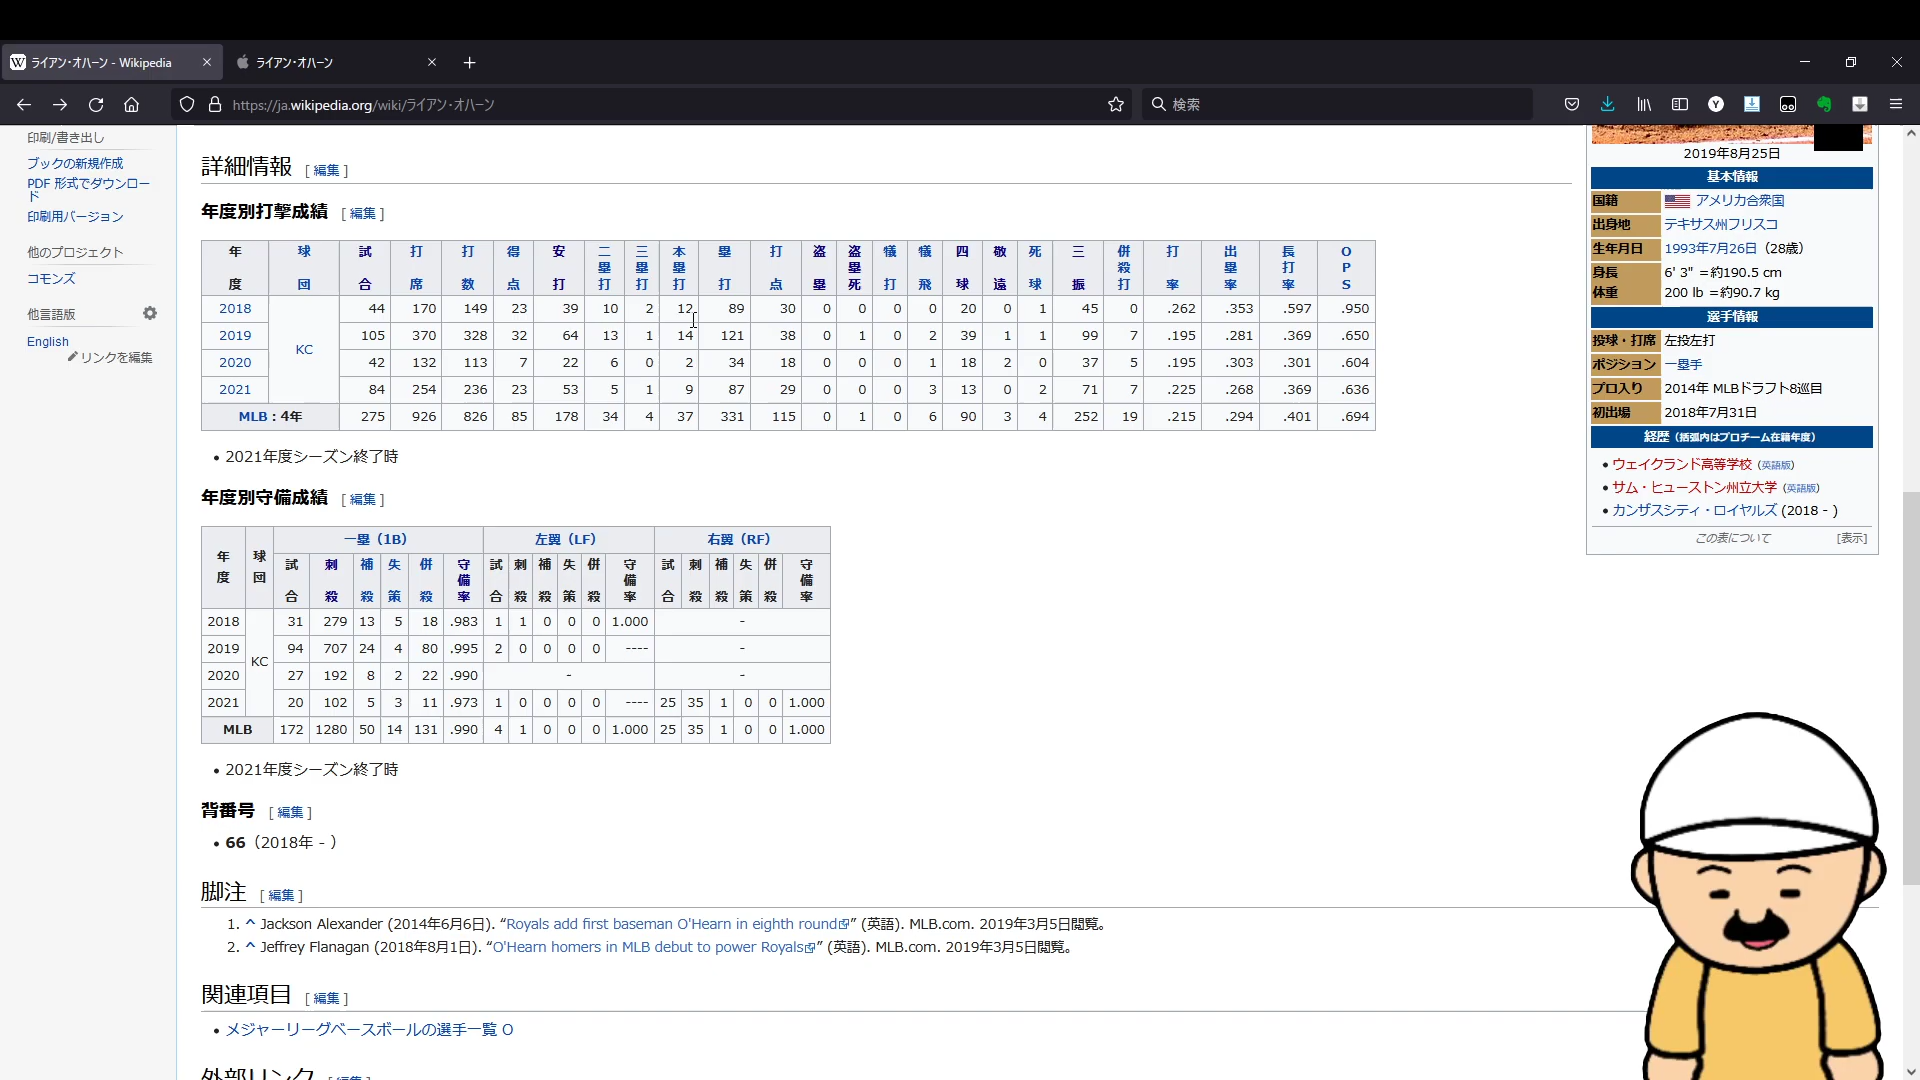 ライアン・オハーン - Wikipedia
ライアン・オハーン
https://ja.wikipedia.org/wiki/ライアン・オハーン
検索
印刷/書き出し
ブックの新規作成
PDF 形式でダウンロー
ド
印刷用バージョン
他のプロジェクト
コモンズ
他言語版
English
リンクを編集
詳細情報 [ 編集 ]
年度別打撃成績 [ 編集 ]
年度 球団 試合 打席 打数 得点 安打 二塁打 三塁打 本塁打 塁打 打点 盗塁 盗塁死 犠打 犠飛 四球 敬遠 死球 三振 併殺打 打率 出塁率 長打率 OPS
2018 KC 44 170 149 23 39 10 2 12 89 30 0 0 0 0 20 0 1 45 0 .262 .353 .597 .950
2019 105 370 328 32 64 13 1 14 121 38 0 1 0 2 39 1 1 99 7 .195 .281 .369 .650
2020 42 132 113 7 22 6 0 2 34 18 0 0 0 1 18 2 0 37 5 .195 .303 .301 .604
2021 84 254 236 23 53 5 1 9 87 29 0 0 0 3 13 0 2 71 7 .225 .268 .369 .636
MLB：4年 275 926 826 85 178 34 4 37 331 115 0 1 0 6 90 3 4 252 19 .215 .294 .401 .694
• 2021年度シーズン終了時
年度別守備成績 [ 編集 ]
年度 球団 一塁（1B） 左翼（LF） 右翼（RF）
試合 刺殺 補殺 失策 併殺 守備率 試合 刺殺 補殺 失策 併殺 守備率 試合 刺殺 補殺 失策 併殺 守備率
2018 KC 31 279 13 5 18 .983 1 1 0 0 0 1.000 -
2019 94 707 24 4 80 .995 2 0 0 0 0 ---- -
2020 27 192 8 2 22 .990 - -
2021 20 102 5 3 11 .973 1 0 0 0 0 ---- 25 35 1 0 0 1.000
MLB 172 1280 50 14 131 .990 4 1 0 0 0 1.000 25 35 1 0 0 1.000
• 2021年度シーズン終了時
背番号 [ 編集 ]
• 66（2018年 - ）
脚注 [ 編集 ]
1. ^ Jackson Alexander (2014年6月6日). “Royals add first baseman O'Hearn in eighth round” (英語). MLB.com. 2019年3月5日閲覧。
2. ^ Jeffrey Flanagan (2018年8月1日). “O'Hearn homers in MLB debut to power Royals” (英語). MLB.com. 2019年3月5日閲覧。
関連項目 [ 編集 ]
• メジャーリーグベースボールの選手一覧 O
外部リンク [ 編集 ]
2019年8月25日
基本情報
国籍 アメリカ合衆国
出身地 テキサス州フリスコ
生年月日 1993年7月26日（28歳）
身長 6' 3" ＝約190.5 cm
体重 200 lb ＝約90.7 kg
選手情報
投球・打席 左投左打
ポジション 一塁手
プロ入り 2014年 MLBドラフト8巡目
初出場 2018年7月31日
経歴（括弧内はプロチーム在籍年度）
• ウェイクランド高等学校（英語版）
• サム・ヒューストン州立大学（英語版）
• カンザスシティ・ロイヤルズ (2018 - )
この表について [表示]